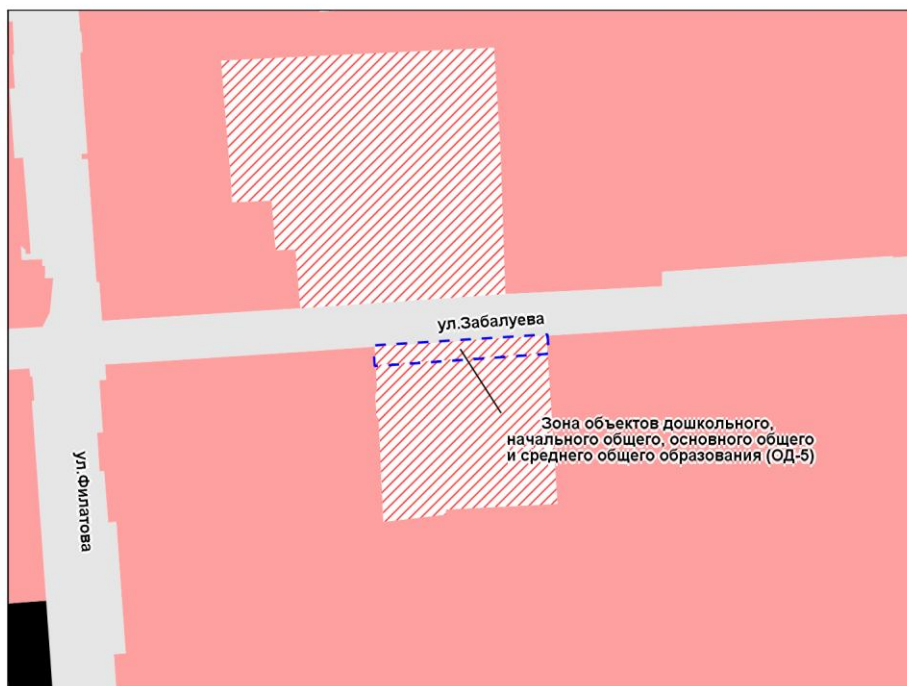 ул.Забалуева
Зона объектов дошкольного,
начального общего, основного общего
и среднего общего образования (ОД-5)
ул.Филатова